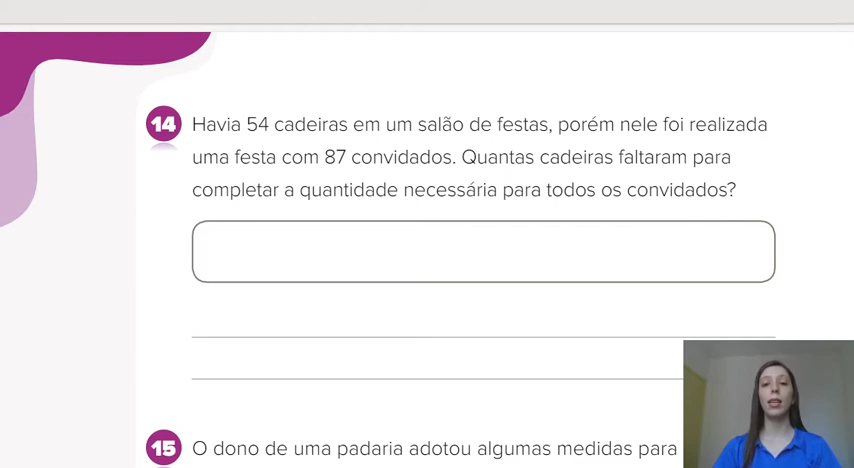 14 Havia 54 cadeiras em um salão de festas, porém nele foi realizada
uma festa com 87 convidados. Quantas cadeiras faltaram para
completar a quantidade necessária para todos os convidados?
15 O dono de uma padaria adotou algumas medidas para